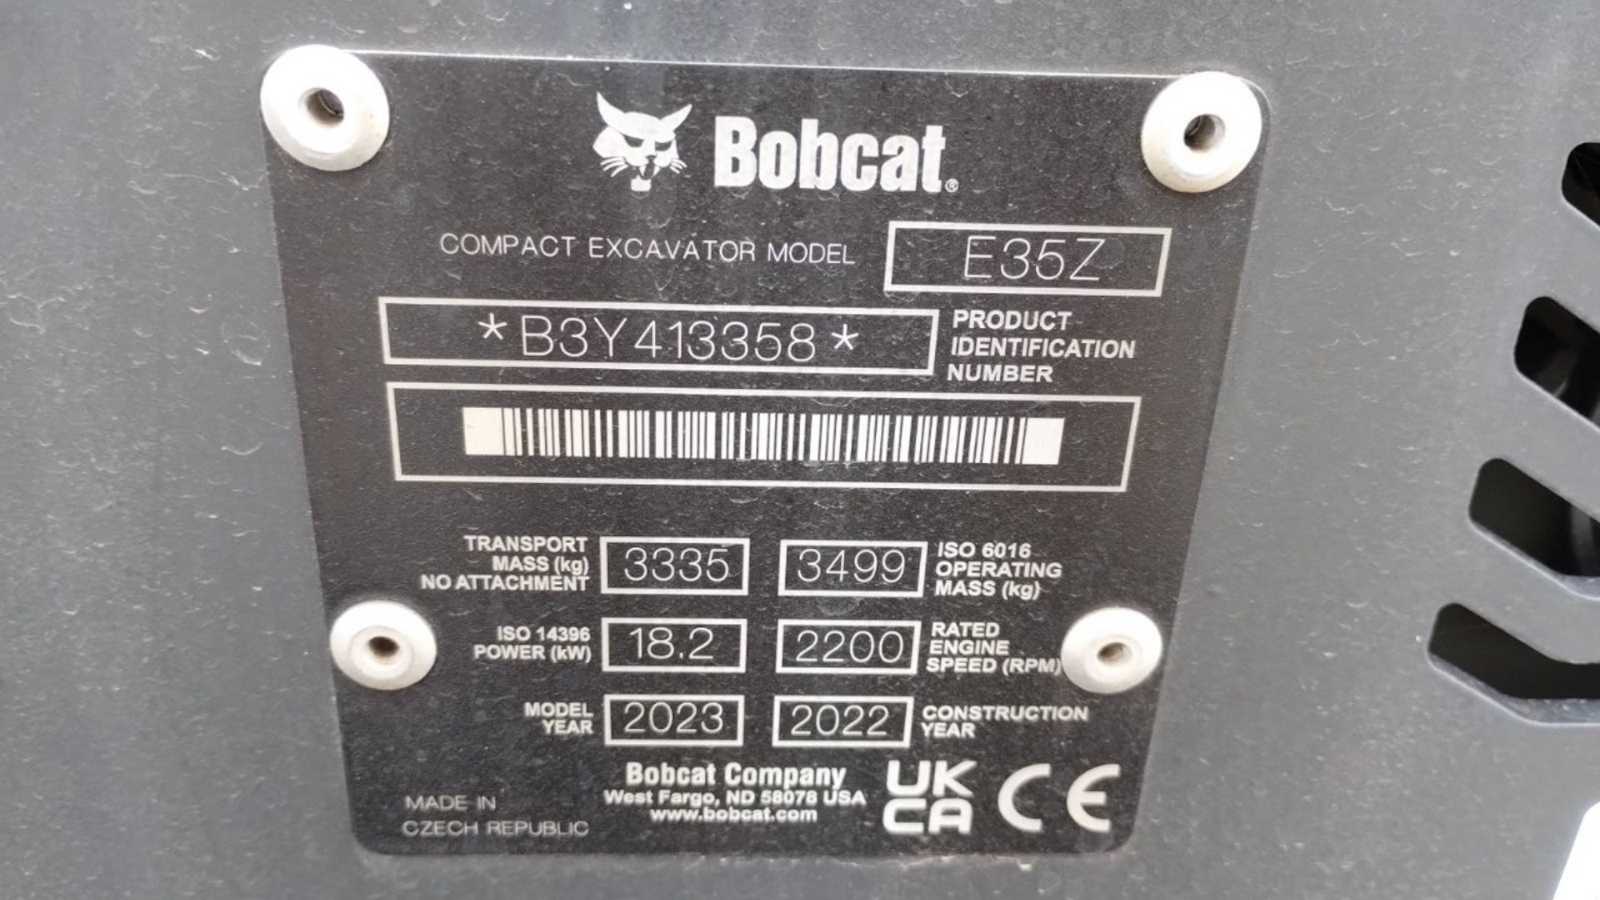 Bobcat®
COMPACT EXCAVATOR MODEL E35Z
*B3Y413358* PRODUCT
IDENTIFICATION
NUMBER
TRANSPORT
MASS (kg)
NO ATTACHMENT
3335
3499
ISO 6016
OPERATING
MASS (kg)
ISO 14396
POWER (kW)
18.2
2200
RATED
ENGINE
SPEED (RPM)
MODEL
YEAR
2023
2022
CONSTRUCTION
YEAR
MADE IN
CZECH REPUBLIC
Bobcat Company
West Fargo, ND 58078 USA
www.bobcat.com
UK
CA
CE